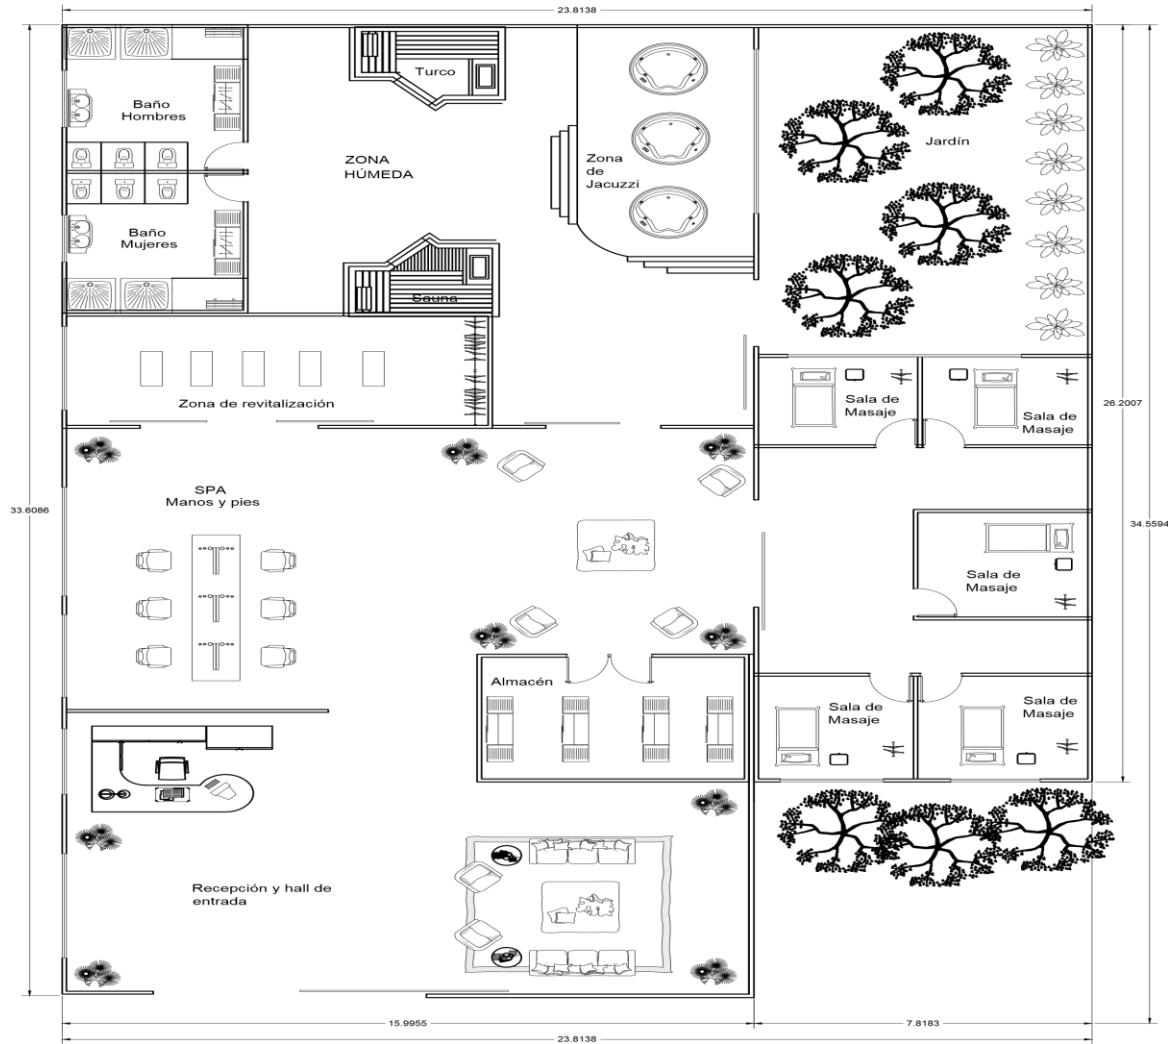 23.8138
Turco
Baño
Hombres
Jardín
ZONA
HÚMEDA
Zona
de
Jacuzzi
Baño
Mujeres
Sauna
Zona de revitalización
Sala de
Masaje
Sala de
Masaje
26.2007
SPA
Manos y pies
33.6086
34.5594
Sala de
Masaje
Almacén
Sala de
Masaje
Sala de
Masaje
Recepción y hall de
entrada
15.9955
7.8183
23.8138